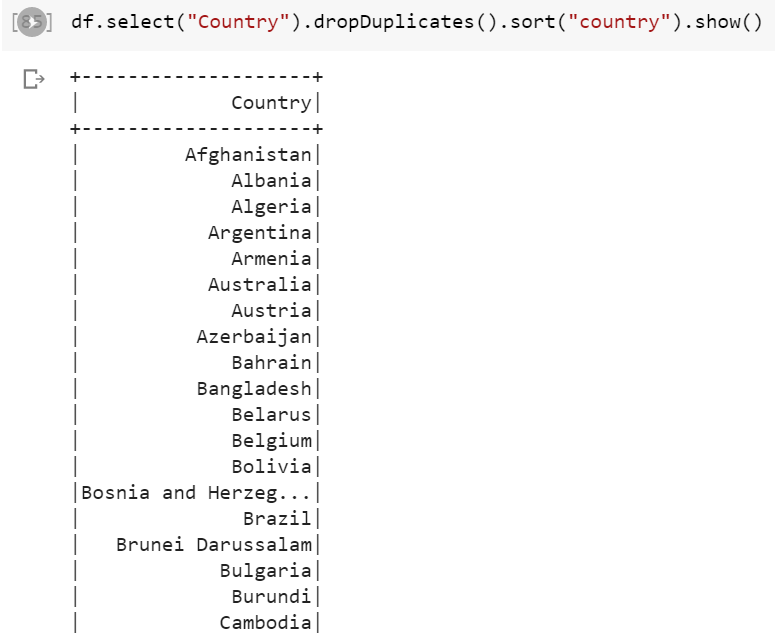 [85] df.select("Country").dropDuplicates().sort("country").show()
+--------------------+
|             Country|
+--------------------+
|         Afghanistan|
|             Albania|
|             Algeria|
|           Argentina|
|             Armenia|
|           Australia|
|             Austria|
|          Azerbaijan|
|             Bahrain|
|          Bangladesh|
|             Belarus|
|             Belgium|
|             Bolivia|
|Bosnia and Herzeg...|
|              Brazil|
|   Brunei Darussalam|
|            Bulgaria|
|             Burundi|
|            Cambodia|